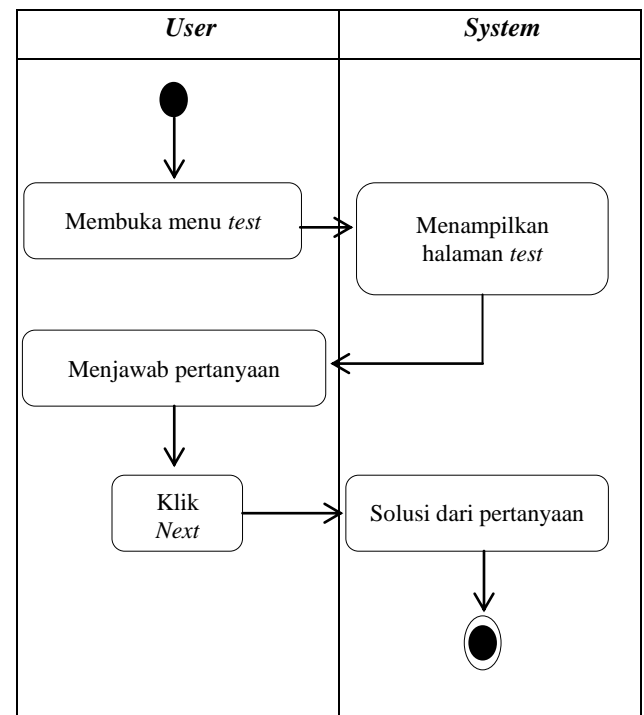 User
System
Membuka menu test
Menampilkan
halaman test
Menjawab pertanyaan
Klik
Next
Solusi dari pertanyaan